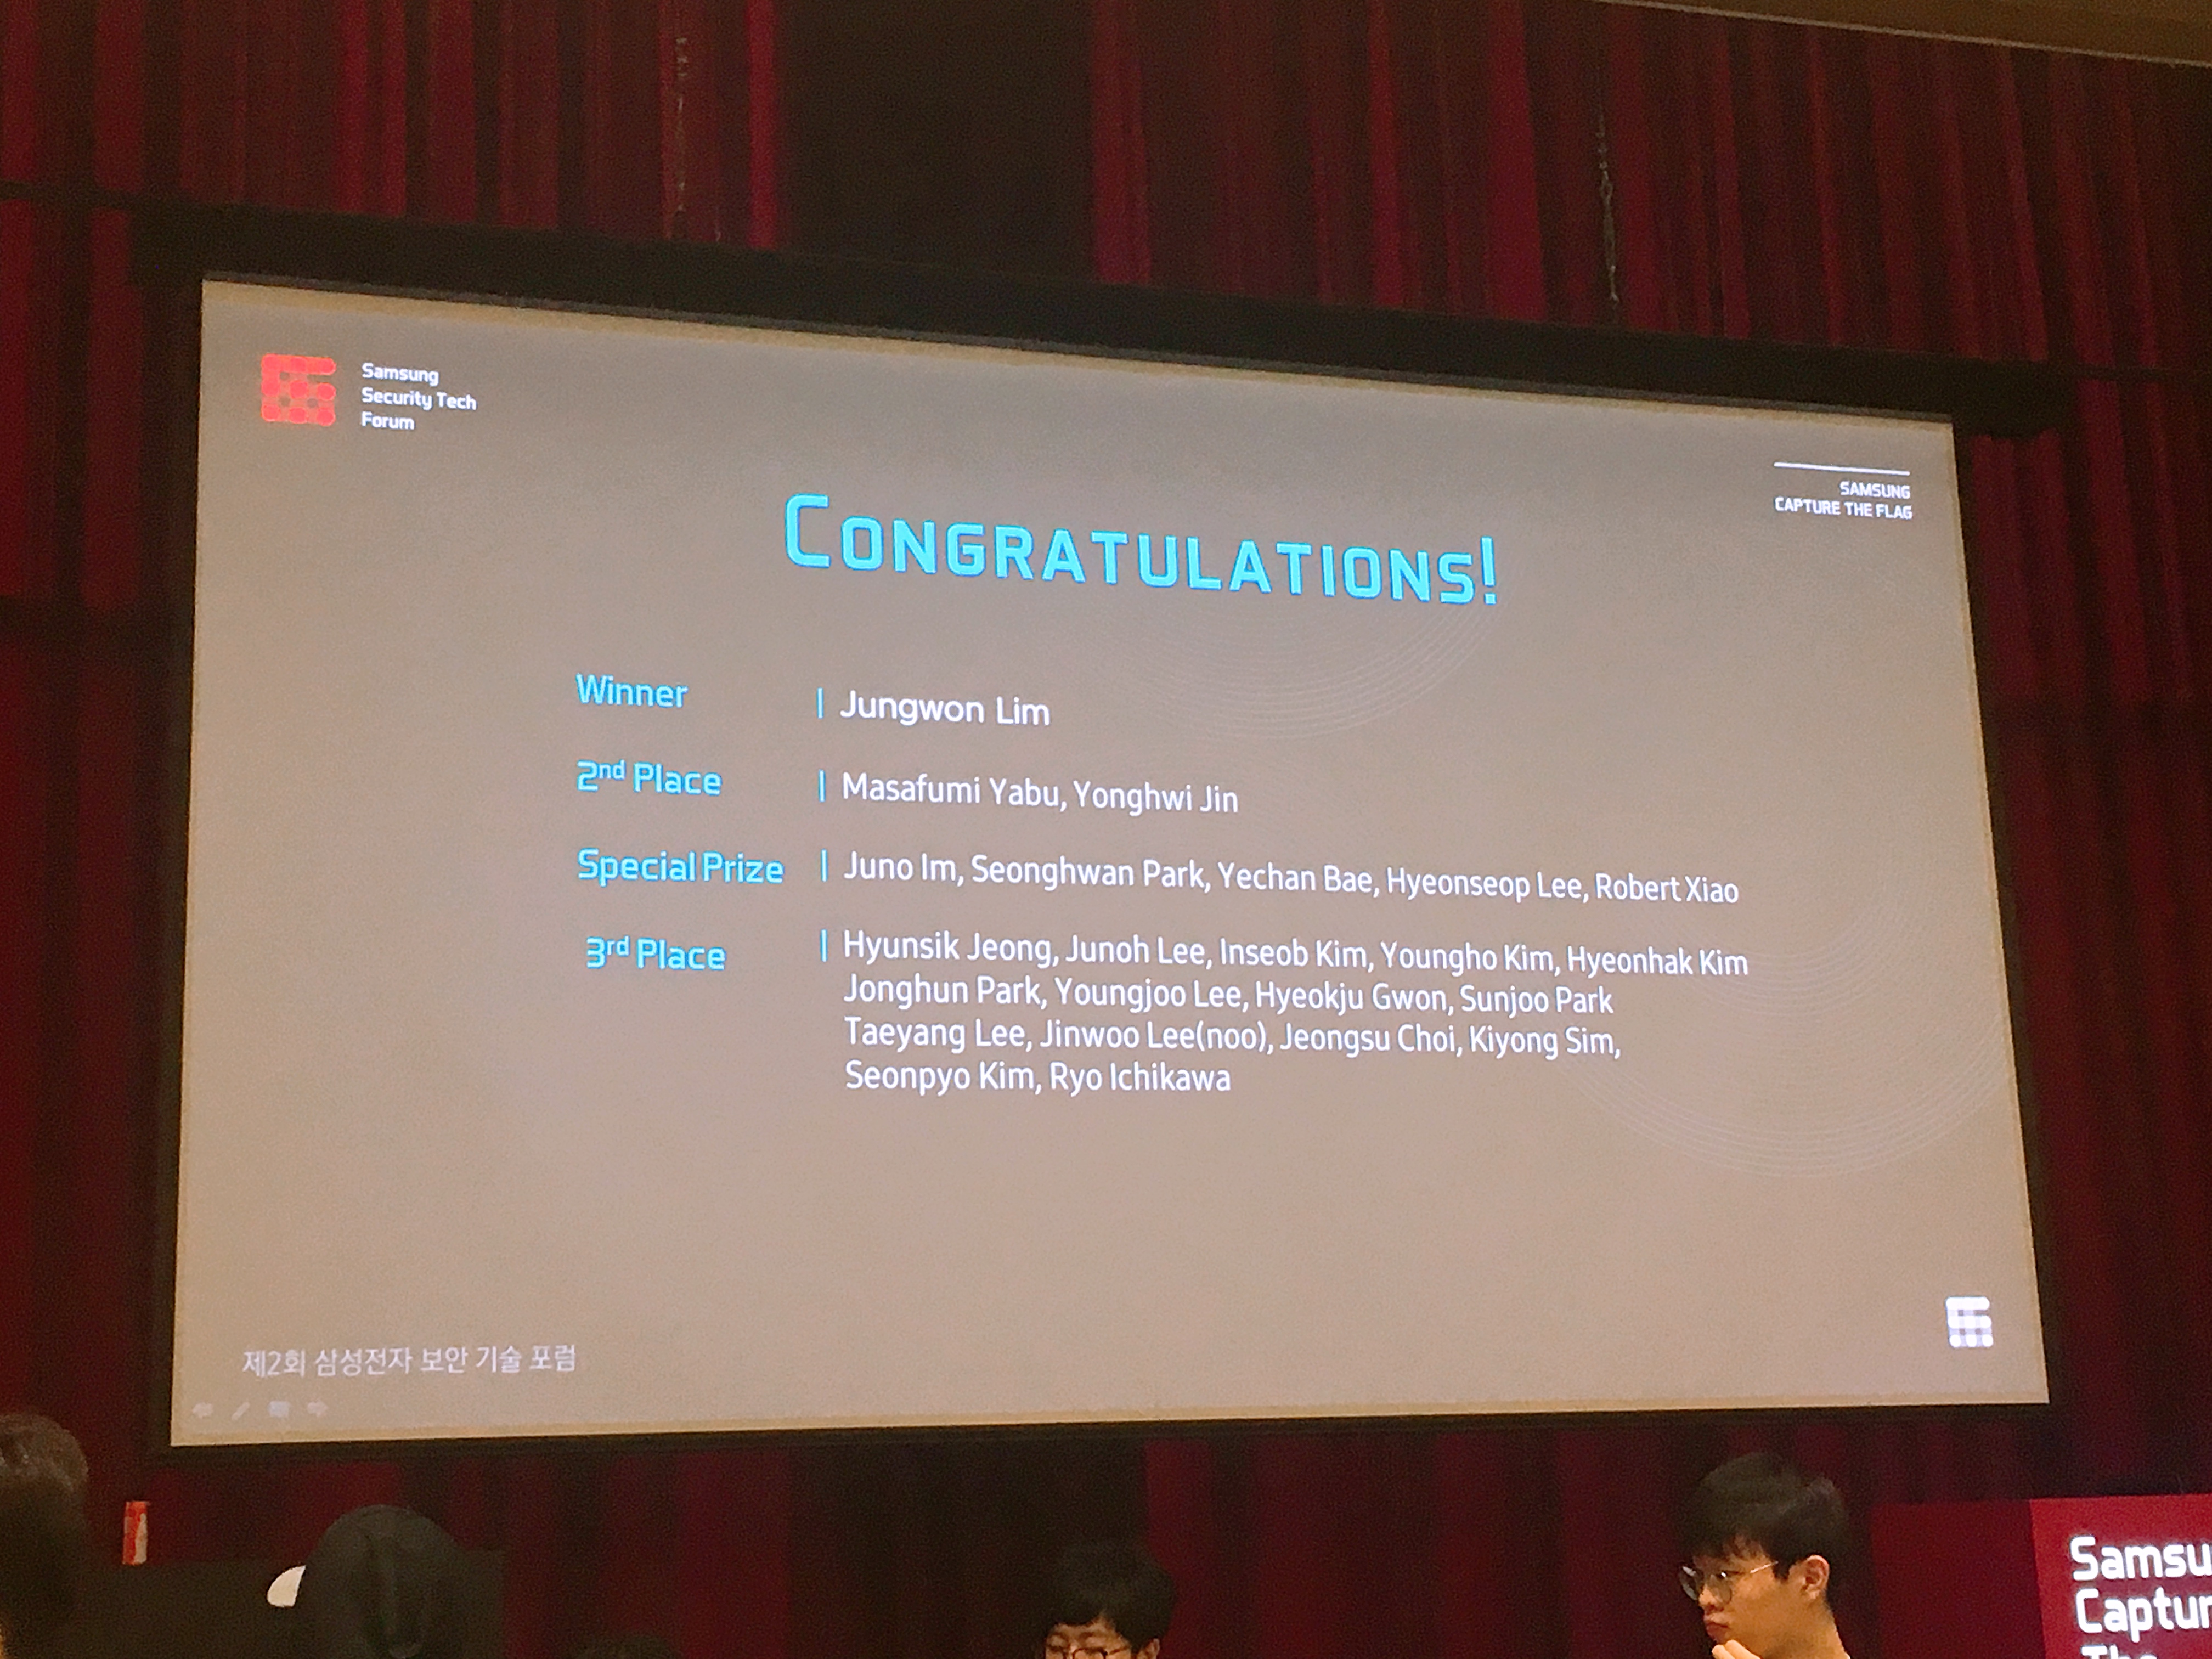 Samsung
Security Tech
Forum
SAMSUNG
CAPTURE THE FLAG
CONGRATULATIONS!
Winner | Jungwon Lim
2nd Place | Masafumi Yabu, Yonghwi Jin
Special Prize | Juno Im, Seonghwan Park, Yechan Bae, Hyeonseop Lee, Robert Xiao
3rd Place | Hyunsik Jeong, Junoh Lee, Inseob Kim, Youngho Kim, Hyeonhak Kim
Jonghun Park, Youngjoo Lee, Hyeokju Gwon, Sunjoo Park
Taeyang Lee, Jinwoo Lee(noo), Jeongsu Choi, Kiyong Sim,
Seonpyo Kim, Ryo Ichikawa
제2회 삼성전자 보안 기술 포럼
Samsu
Captur
The